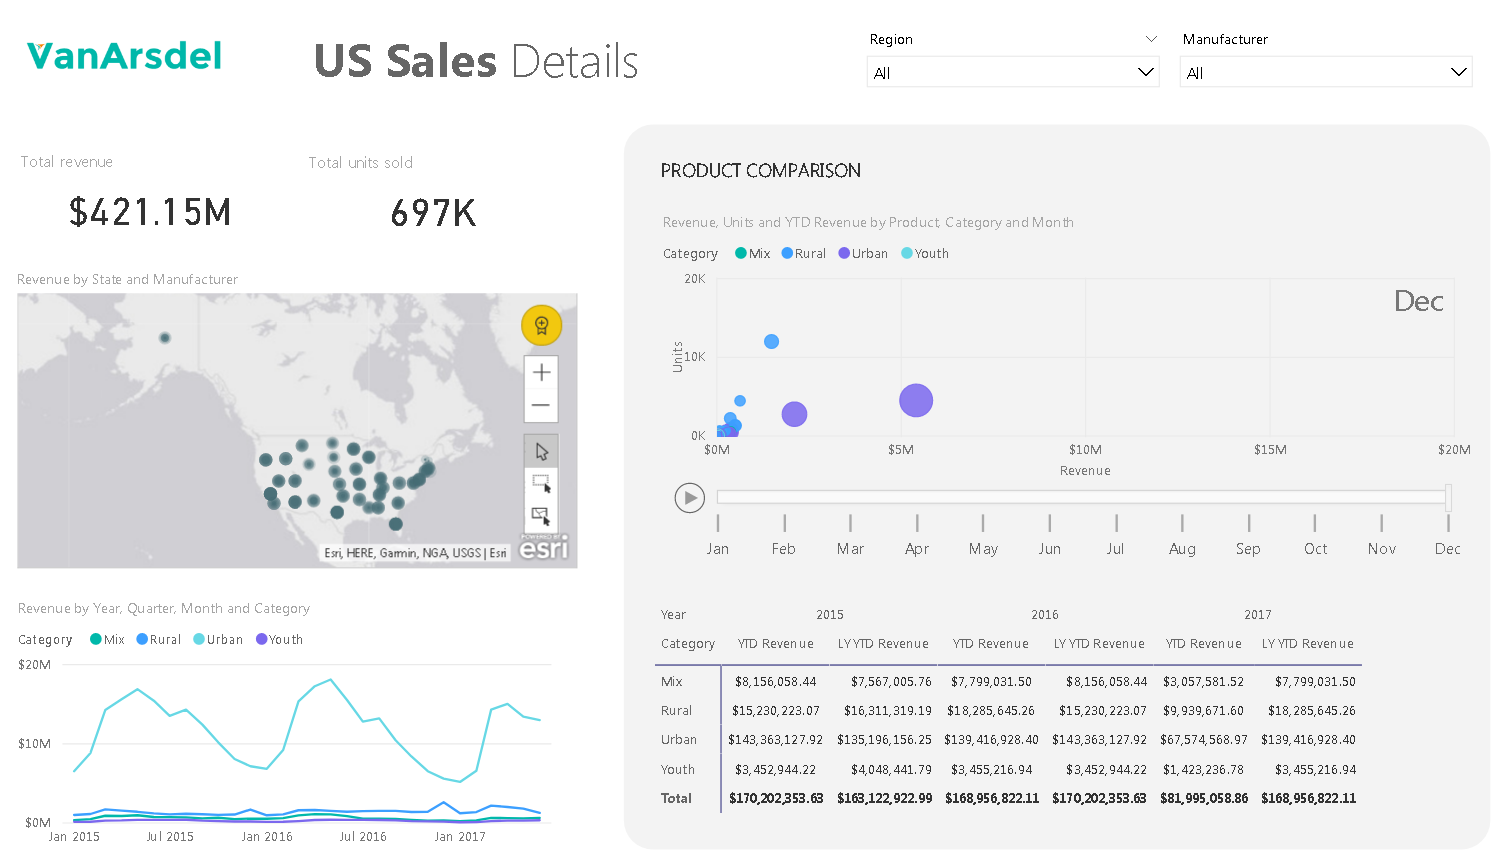 VanArsdel
US Sales Details
Region
All
Manufacturer
All
Total revenue
$421.15M
Total units sold
697K
Revenue by State and Manufacturer
Esri, HERE, Garmin, NGA, USGS | Esri
POWERED BY
esri
Revenue by Year, Quarter, Month and Category
Category Mix Rural Urban Youth
$20M
$10M
$0M
Jan 2015 Jul 2015 Jan 2016 Jul 2016 Jan 2017
PRODUCT COMPARISON
Revenue, Units and YTD Revenue by Product, Category and Month
Category Mix Rural Urban Youth
Dec
20K
10K
0K
Units
$0M $5M $10M $15M $20M
Revenue
Jan Feb Mar Apr May Jun Jul Aug Sep Oct Nov Dec
Year 2015 2016 2017
Category YTD Revenue LY YTD Revenue YTD Revenue LY YTD Revenue YTD Revenue LY YTD Revenue
Mix $8,156,058.44 $7,567,005.76 $7,799,031.50 $8,156,058.44 $3,057,581.52 $7,799,031.50
Rural $15,230,223.07 $16,311,319.19 $18,285,645.26 $15,230,223.07 $9,939,671.60 $18,285,645.26
Urban $143,363,127.92 $135,196,156.25 $139,416,928.40 $143,363,127.92 $67,574,568.97 $139,416,928.40
Youth $3,452,944.22 $4,048,441.79 $3,455,216.94 $3,452,944.22 $1,423,236.78 $3,455,216.94
Total $170,202,353.63 $163,122,922.99 $168,956,822.11 $170,202,353.63 $81,995,058.86 $168,956,822.11